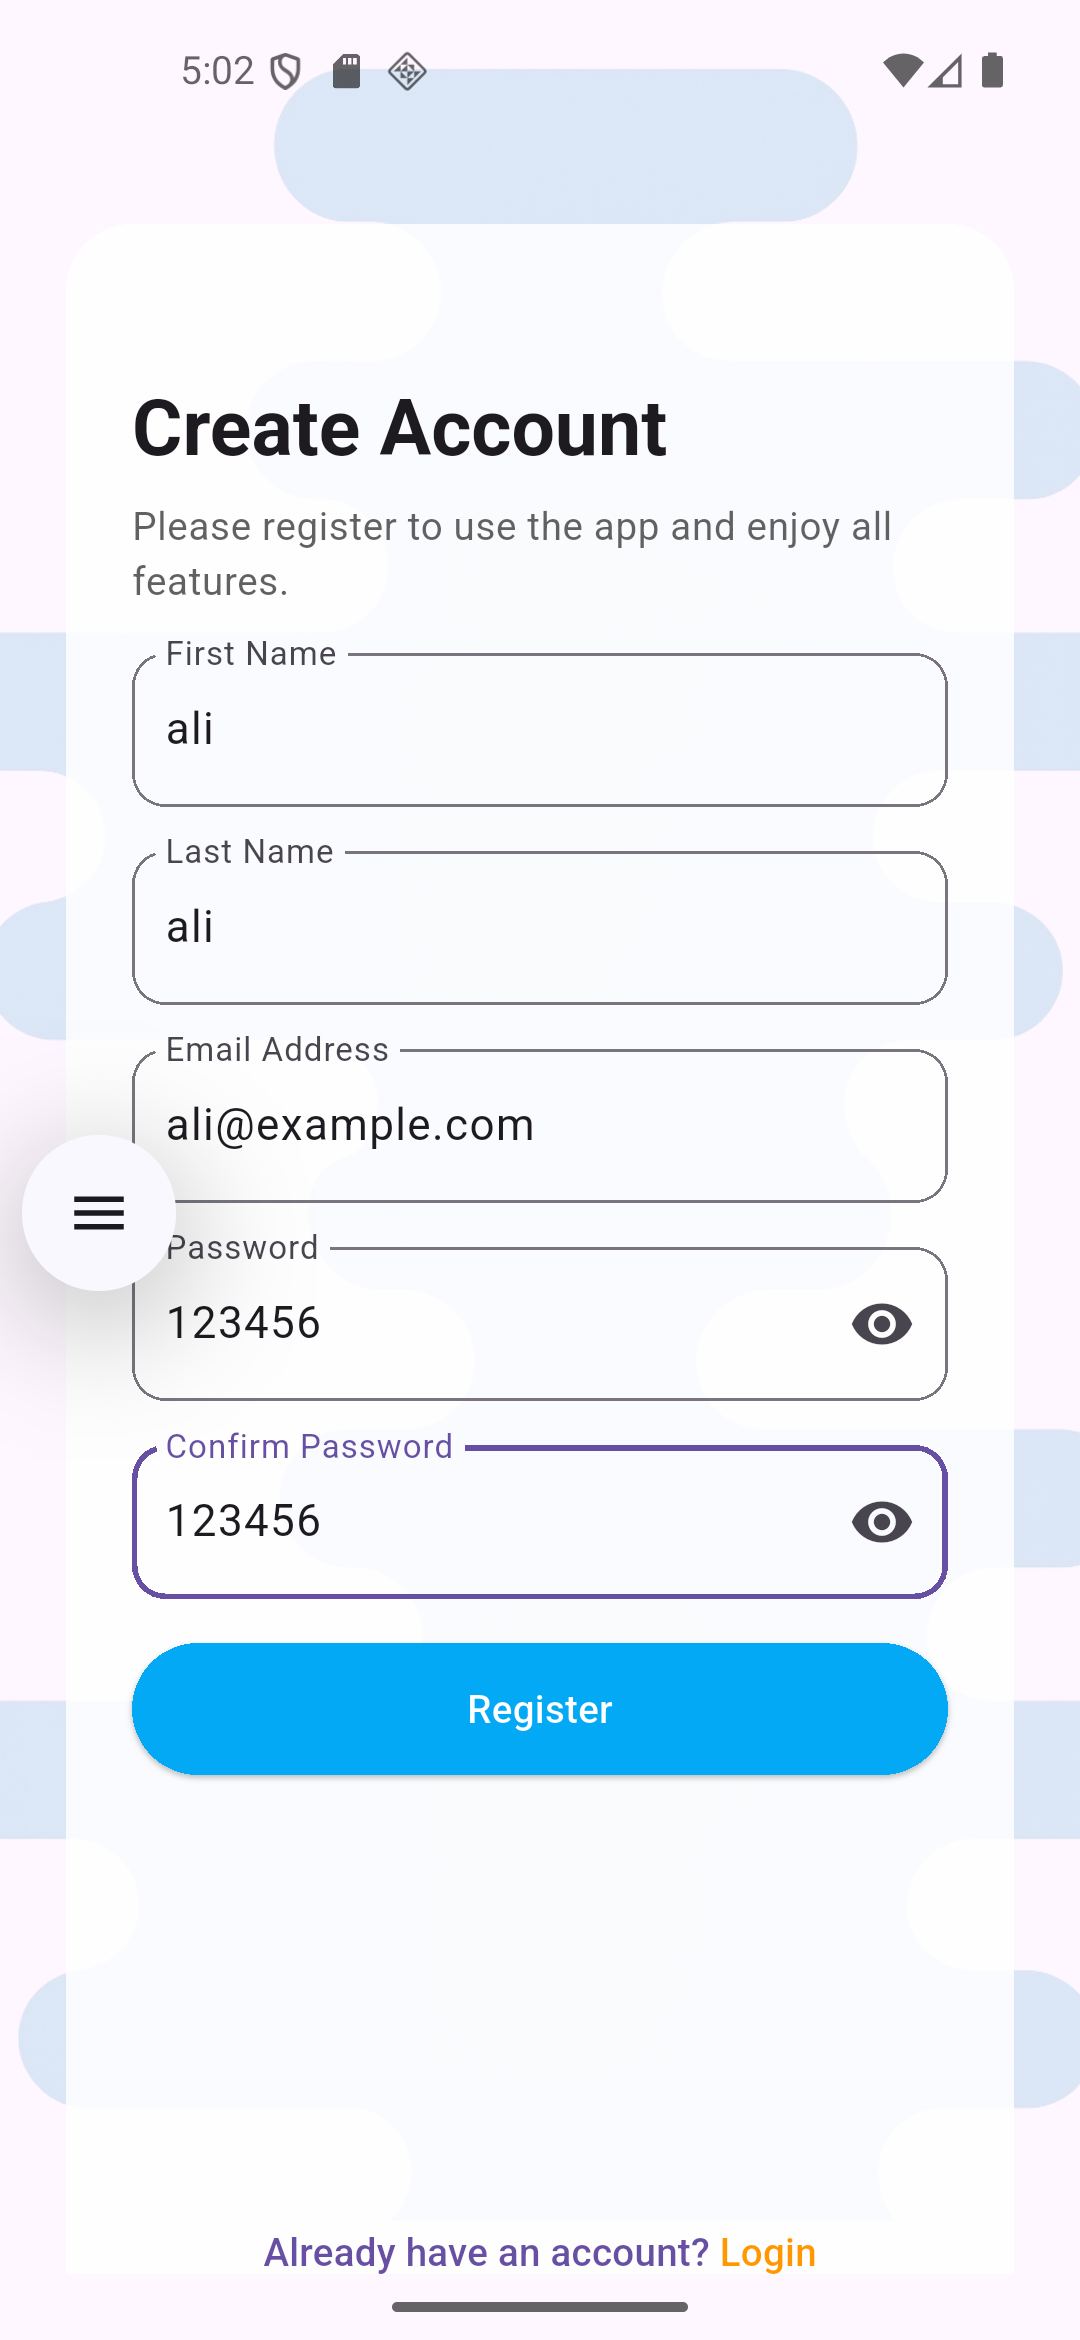 5:02
Create Account
Please register to use the app and enjoy all
features.
First Name
ali
Last Name
ali
Email Address
ali@example.com
Password
123456
Confirm Password
123456
Register
Already have an account? Login